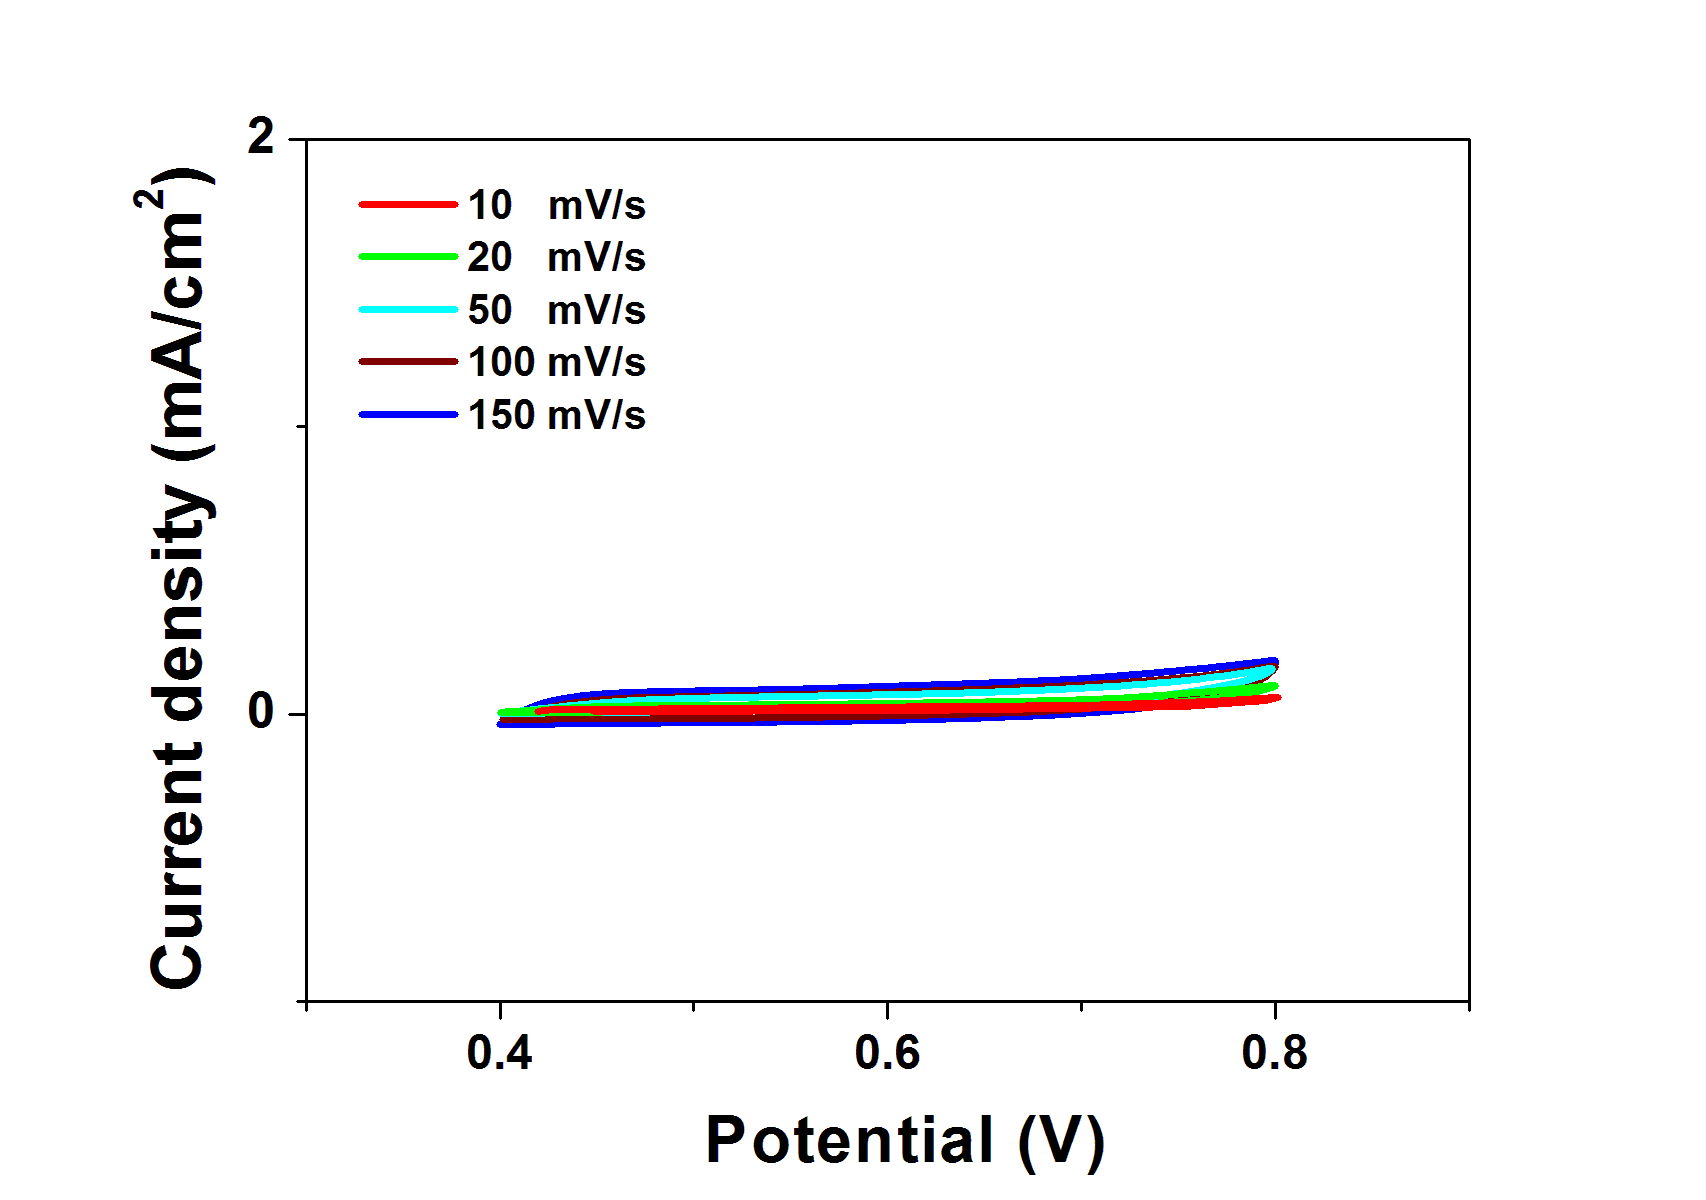 Current density (mA/cm²)
2
0
10 mV/s
20 mV/s
50 mV/s
100 mV/s
150 mV/s
0.4 0.6 0.8
Potential (V)